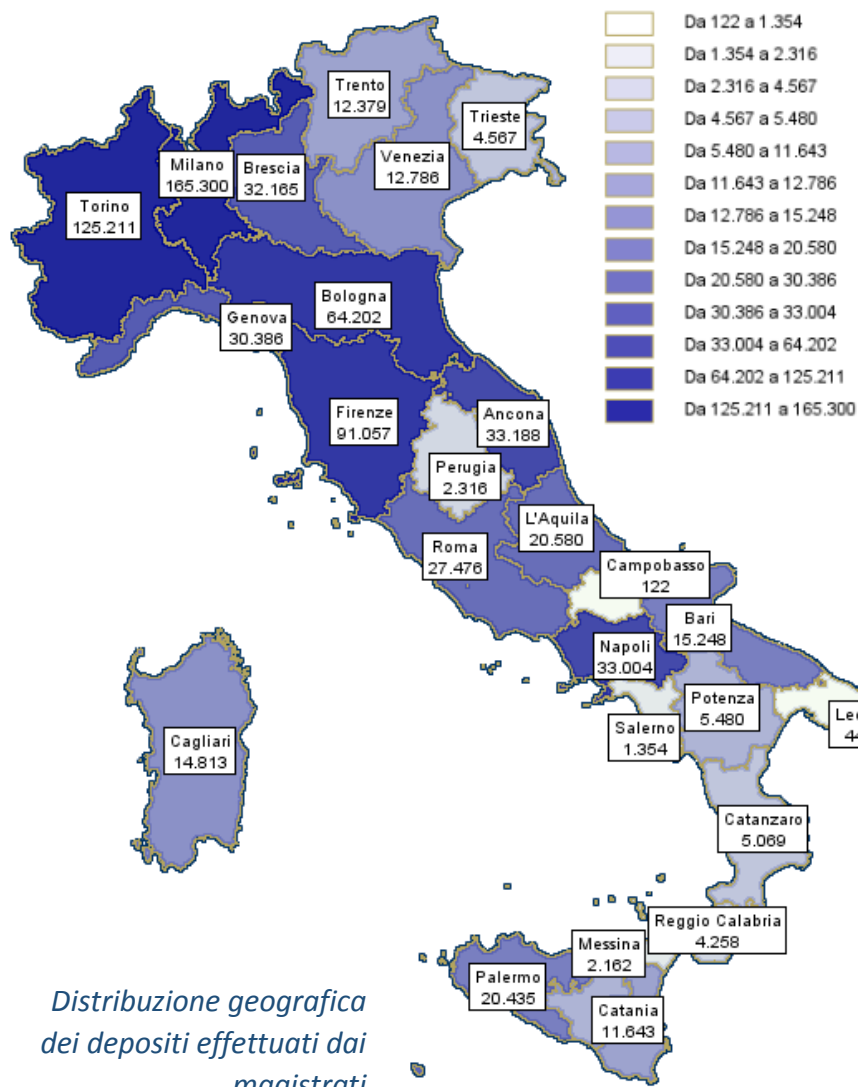 Da 122 a 1.354
Da 1.354 a 2.316
Da 2.316 a 4.567
Da 4.567 a 5.480
Da 5.480 a 11.643
Da 11.643 a 12.786
Da 12.786 a 15.248
Da 15.248 a 20.580
Da 20.580 a 30.386
Da 30.386 a 33.004
Da 33.004 a 64.202
Da 64.202 a 125.211
Da 125.211 a 165.300
Trento
12.379
Trieste
4.567
Milano
165.300
Brescia
32.165
Venezia
12.786
Torino
125.211
Bologna
64.202
Genova
30.386
Firenze
91.057
Ancona
33.188
Perugia
2.316
L'Aquila
20.580
Roma
27.476
Campobasso
122
Bari
15.248
Napoli
33.004
Potenza
5.480
Salerno
1.354
Cagliari
14.813
Catanzaro
5.069
Reggio Calabria
4.258
Messina
2.162
Palermo
20.435
Catania
11.643
Distribuzione geografica
dei depositi effettuati dai
magistrati